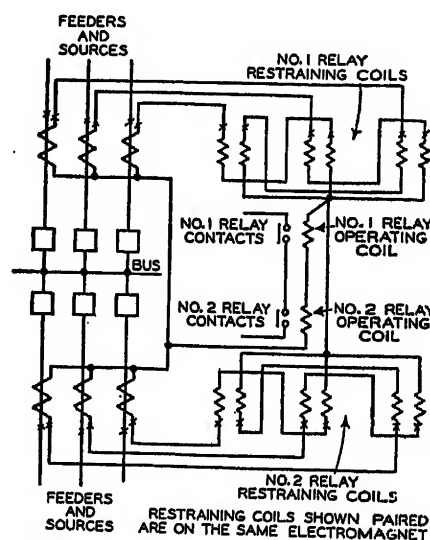 FEEDERS
AND
SOURCES
NO.1 RELAY
RESTRAINING COILS
NO.1 RELAY
CONTACTS
NO.1 RELAY
OPERATING
COIL
BUS
NO.2 RELAY
CONTACTS
NO.2 RELAY
OPERATING
COIL
NO.2 RELAY
RESTRAINING COILS
FEEDERS
AND
SOURCES
RESTRAINING COILS SHOWN PAIRED
ARE ON THE SAME ELECTROMAGNET